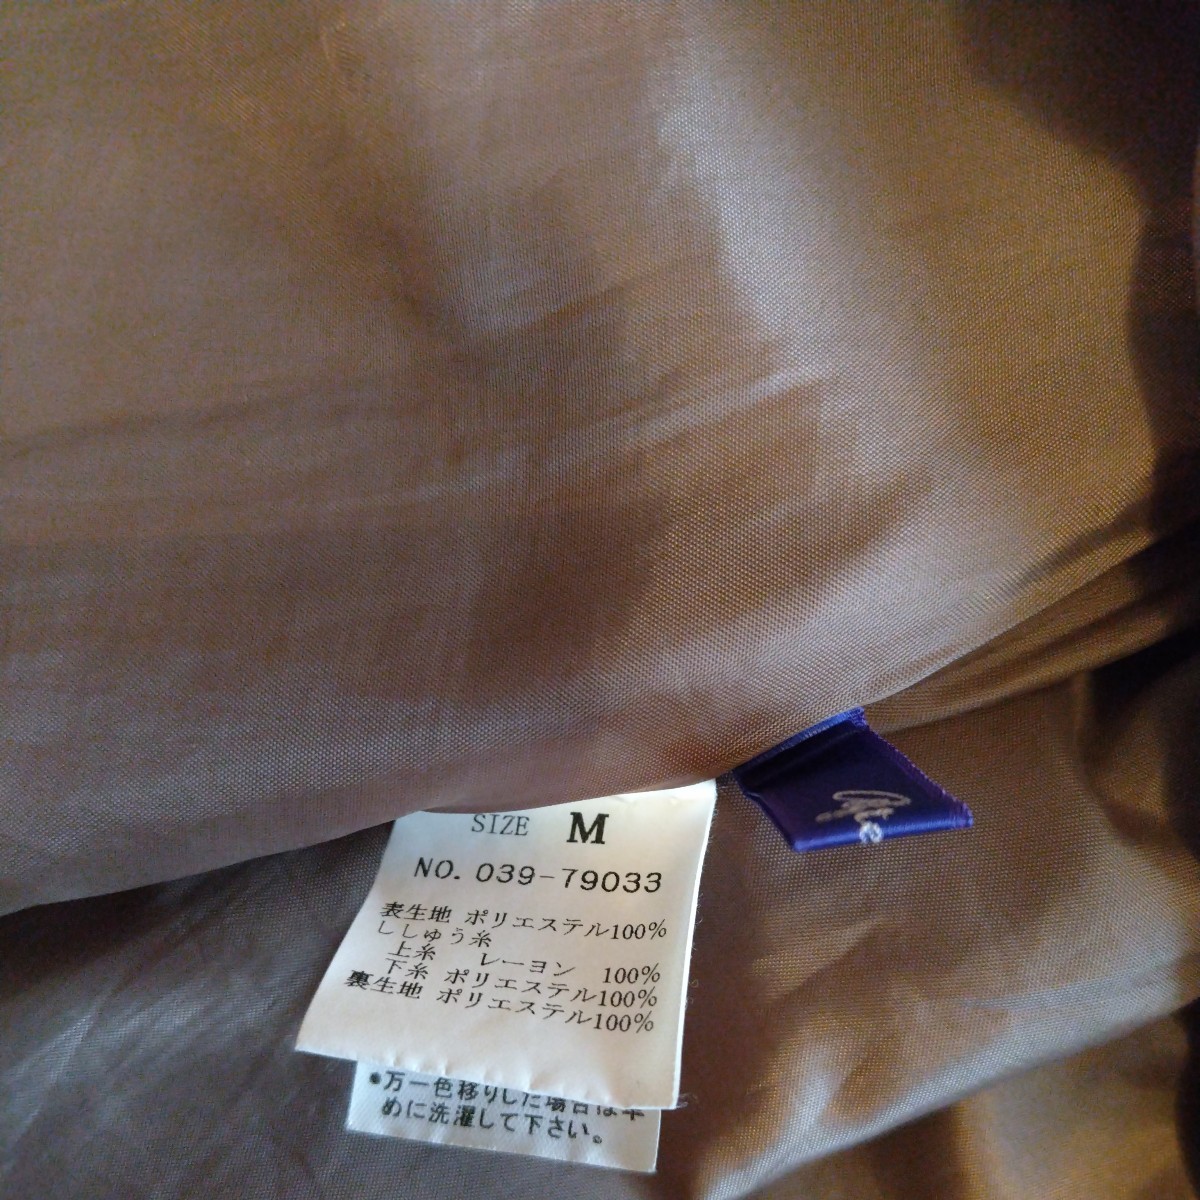 SIZE M
NO. 039-79033
表生地 ポリエステル100%
ししゅう糸
上糸 レーヨン 100%
下糸 ポリエステル100%
裏生地 ポリエステル100%
•万一色移りした場合は早
めに洗濯して下さい。